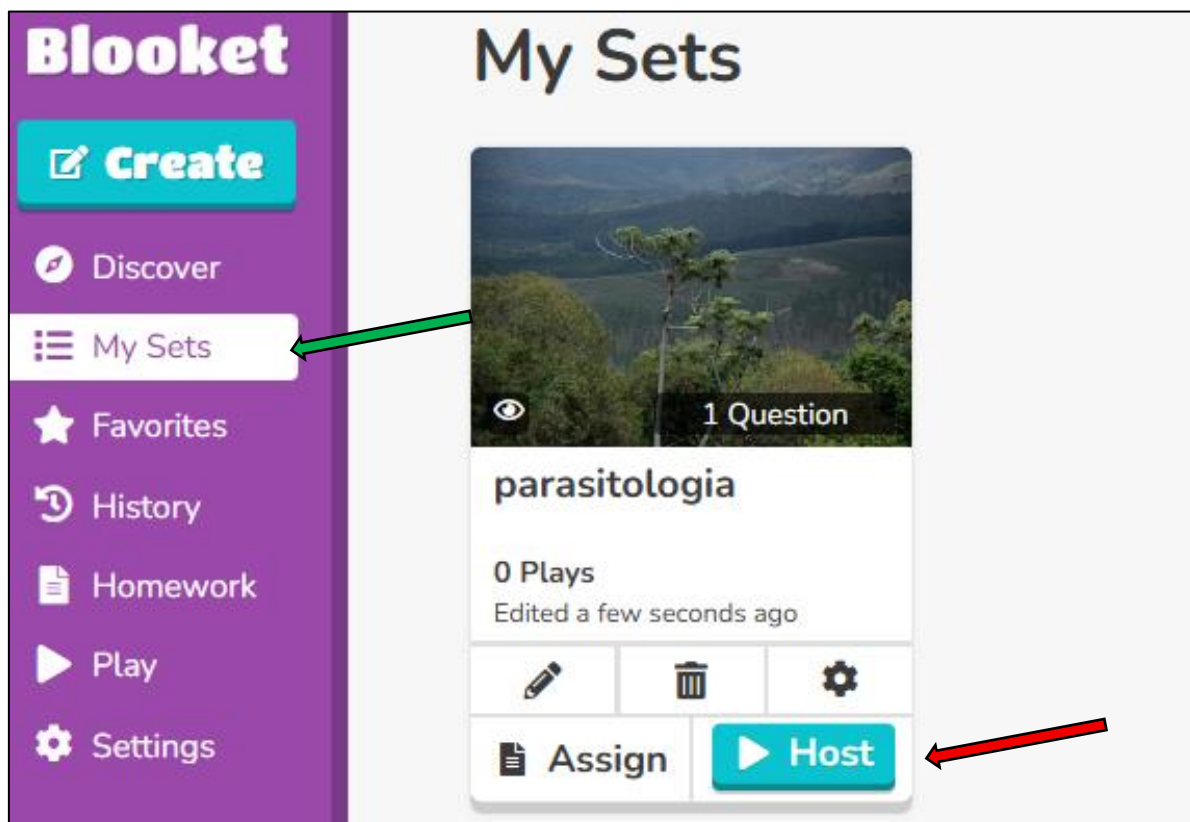 Blooket
Create
Discover
My Sets
Favorites
History
Homework
Play
Settings
My Sets
1 Question
parasitologia
0 Plays
Edited a few seconds ago
Assign
Host